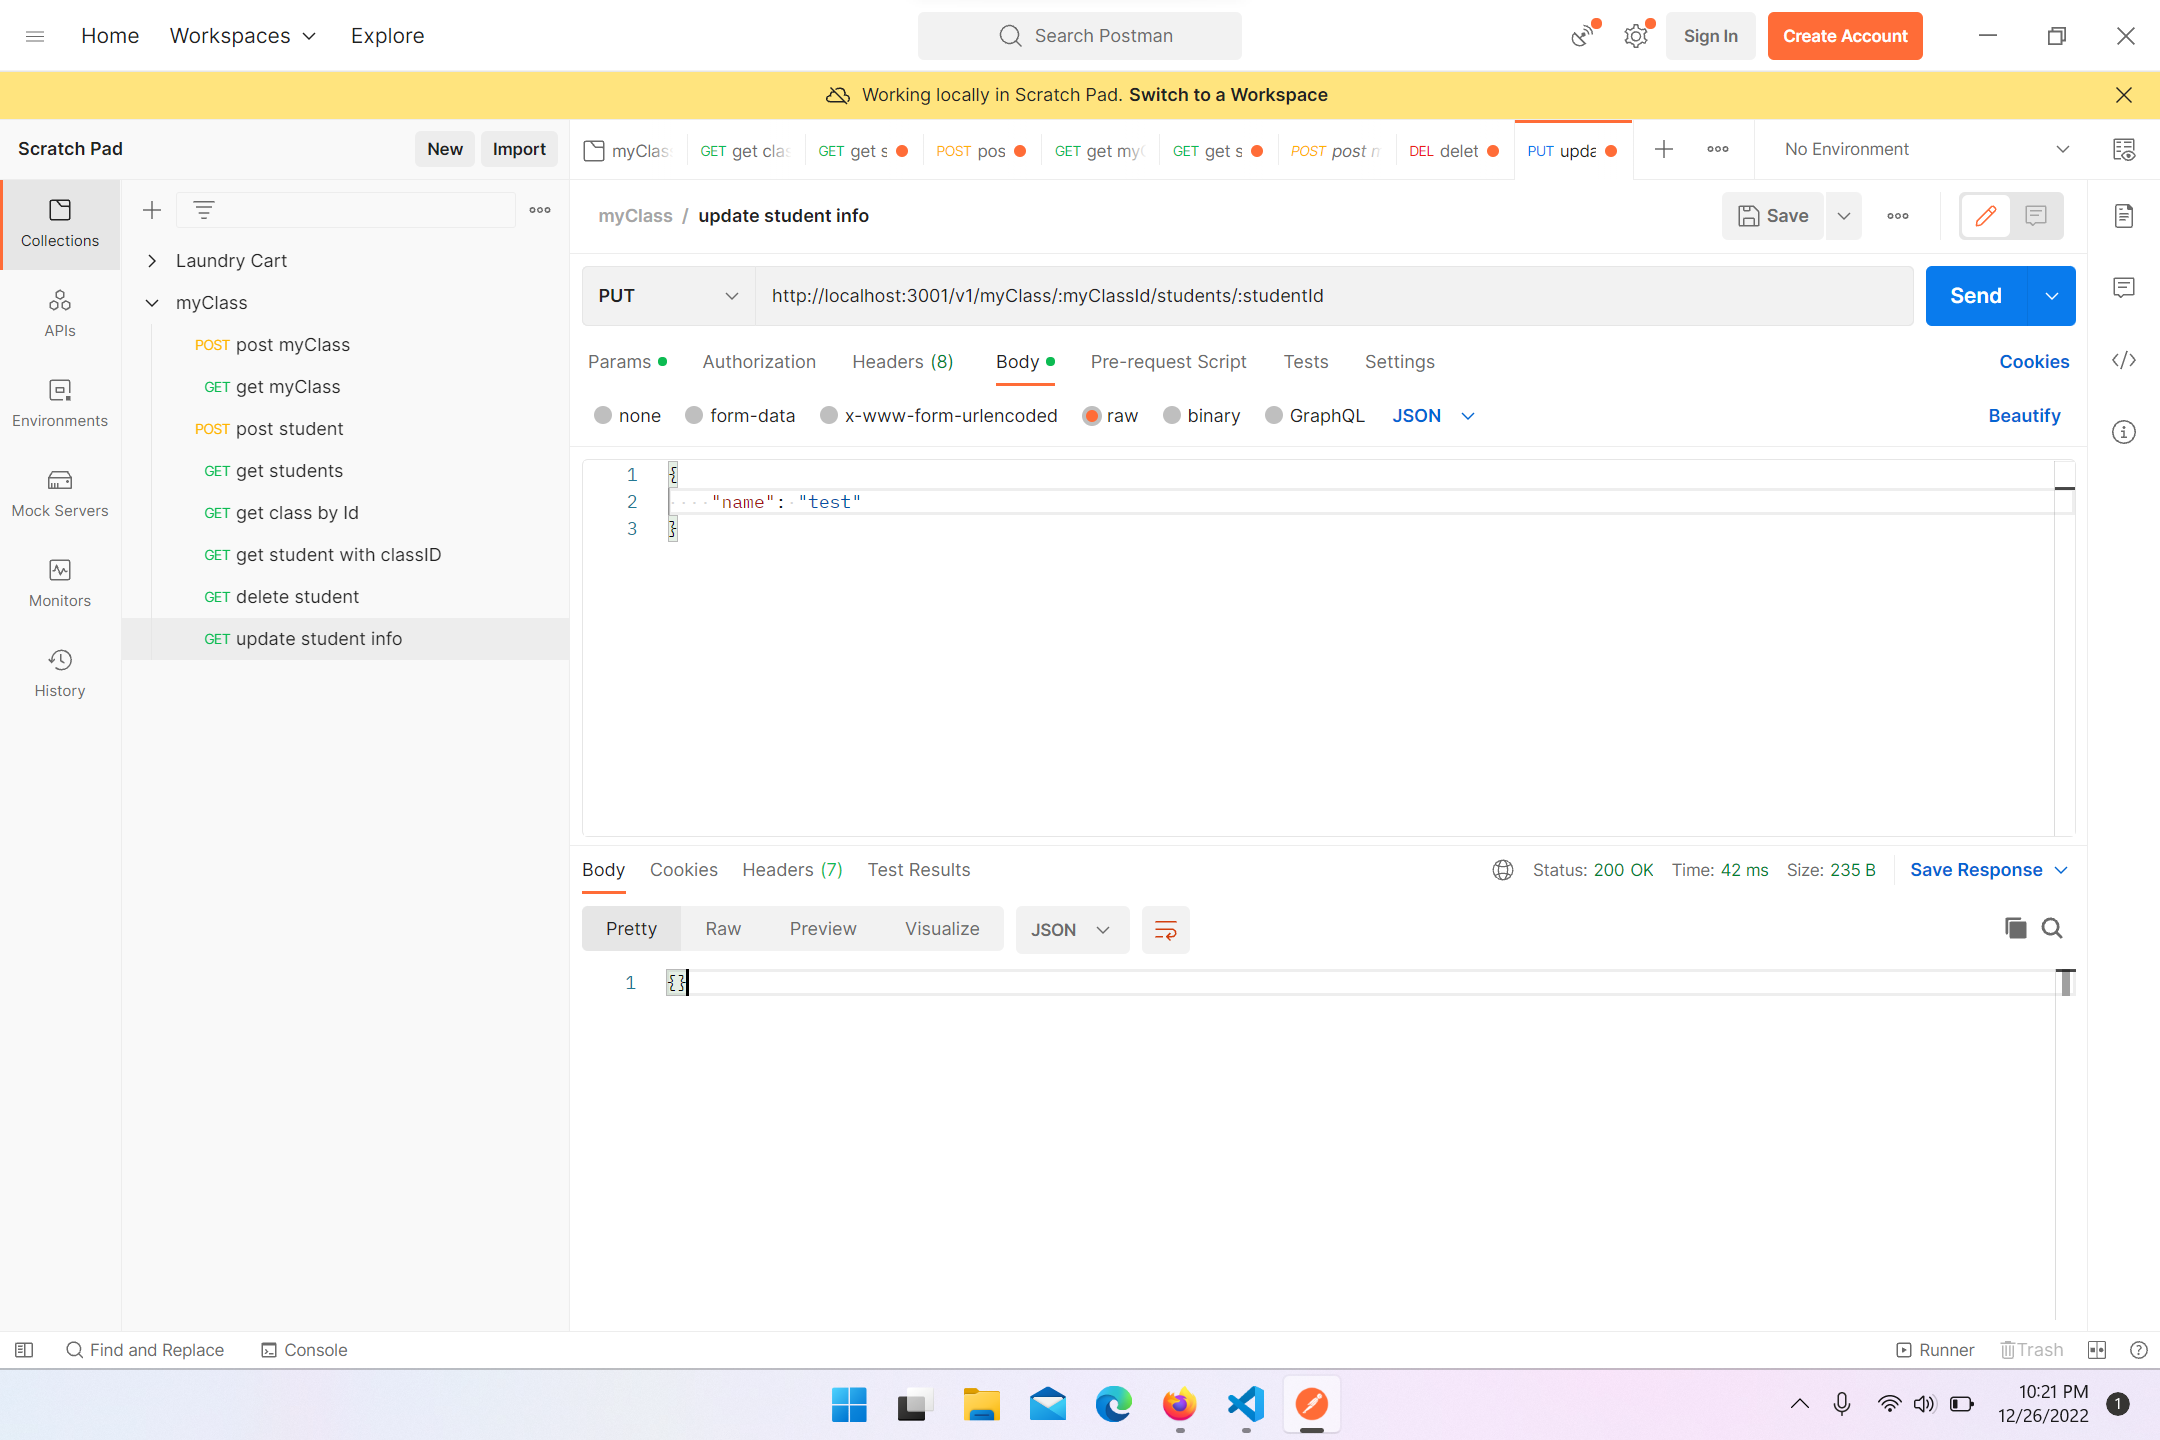 Home Workspaces Explore
Search Postman
Sign In
Create Account
Working locally in Scratch Pad. Switch to a Workspace
Scratch Pad
New
Import
myClas
GET get cla
GET get s
POST pos
GET get my
GET get s
POST post
DEL delet
PUT upda
No Environment
Collections
APIs
Environments
Mock Servers
Monitors
History
Laundry Cart
myClass
POST post myClass
GET get myClass
POST post student
GET get students
GET get class by Id
GET get student with classID
GET delete student
GET update student info
myClass / update student info
Save
PUT
http://localhost:3001/v1/myClass/:myClassId/students/:studentId
Send
Params
Authorization
Headers (8)
Body
Pre-request Script
Tests
Settings
Cookies
none
form-data
x-www-form-urlencoded
raw
binary
GraphQL
JSON
Beautify
1 {
2 "name": "test"
3 }
Body
Cookies
Headers (7)
Test Results
Status: 200 OK
Time: 42 ms
Size: 235 B
Save Response
Pretty
Raw
Preview
Visualize
JSON
1 {}
Find and Replace
Console
Runner
Trash
10:21 PM
12/26/2022
1